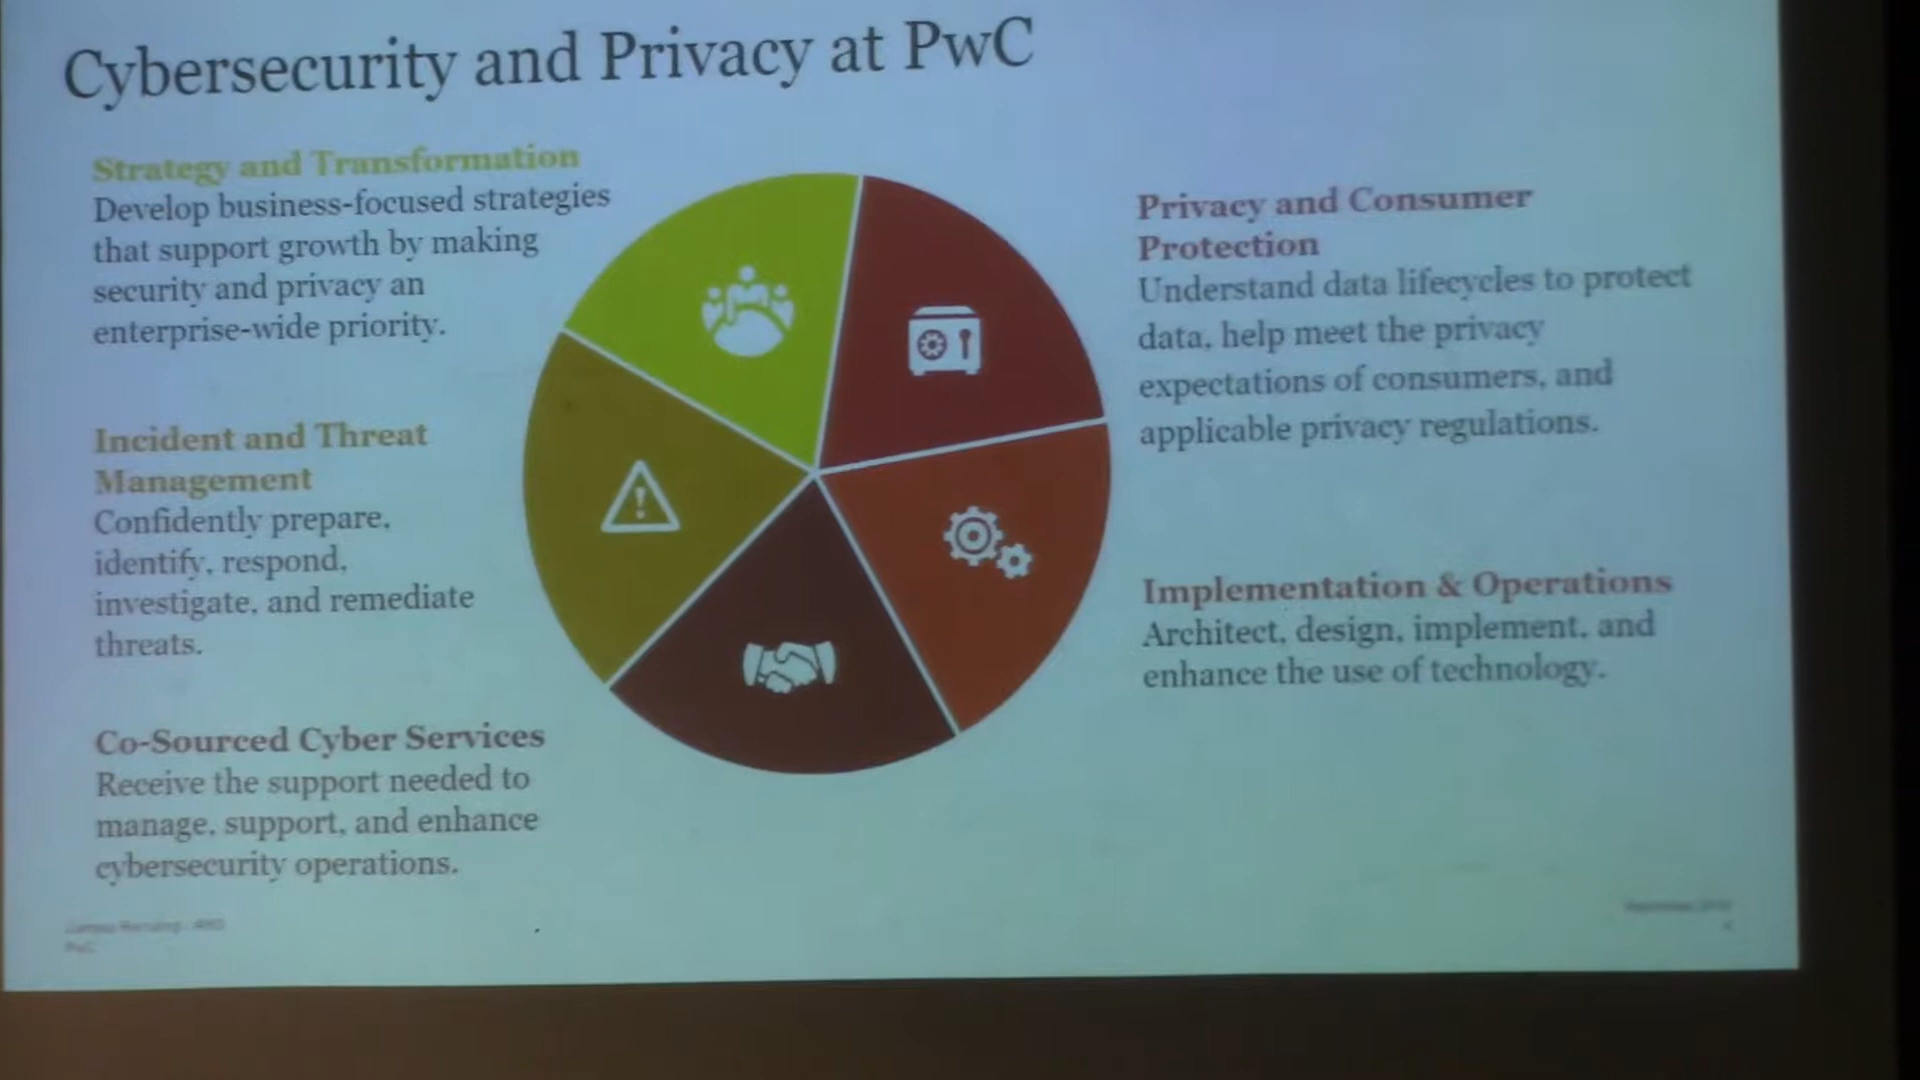 Cybersecurity and Privacy at PwC
Strategy and Transformation
Develop business-focused strategies
that support growth by making
security and privacy an
enterprise-wide priority.
Incident and Threat
Management
Confidently prepare,
identify, respond,
investigate, and remediate
threats.
Co-Sourced Cyber Services
Receive the support needed to
manage, support, and enhance
cybersecurity operations.
Privacy and Consumer
Protection
Understand data lifecycles to protect
data, help meet the privacy
expectations of consumers, and
applicable privacy regulations.
Implementation & Operations
Architect, design, implement, and
enhance the use of technology.
PwC